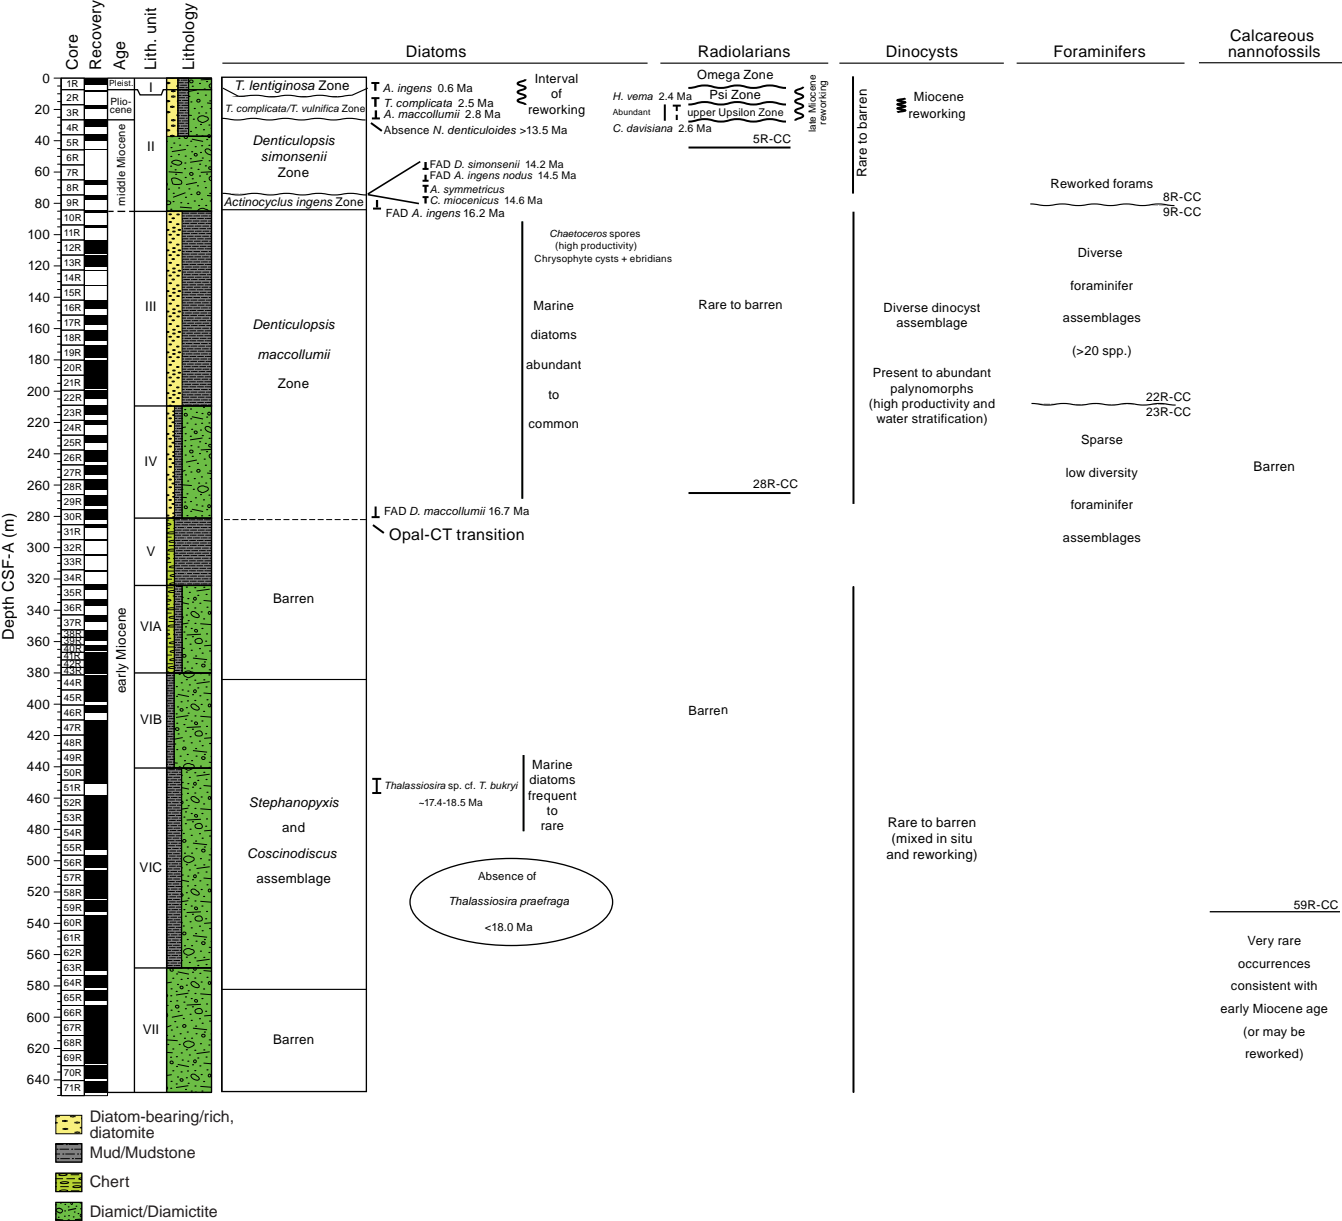 Core
Recovery
Age
Lith. unit
Lithology
Diatoms
Radiolarians
Dinocysts
Foraminifers
Calcareous
nannofossils
Depth CSF-A (m)
0
20
40
60
80
100
120
140
160
180
200
220
240
260
280
300
320
340
360
380
400
420
440
460
480
500
520
540
560
580
600
620
640
1R
2R
3R
4R
5R
6R
7R
8R
9R
10R
11R
12R
13R
14R
15R
16R
17R
18R
19R
20R
21R
22R
23R
24R
25R
26R
27R
28R
29R
30R
31R
32R
33R
34R
35R
36R
37R
38R
39R
40R
41R
42R
43R
44R
45R
46R
47R
48R
49R
50R
51R
52R
53R
54R
55R
56R
57R
58R
59R
60R
61R
62R
63R
64R
65R
66R
67R
68R
69R
70R
71R
Pleist.
Plio-
cene
middle Miocene
early Miocene
I
II
III
IV
V
VIA
VIB
VIC
VII
T. lentiginosa Zone
T. complicata/T. vulnifica Zone
Denticulopsis
simonsenii
Zone
Actinocyclus ingens Zone
Denticulopsis
maccollumii
Zone
Barren
Stephanopyxis
and
Coscinodiscus
assemblage
Barren
A. ingens 0.6 Ma
T. complicata 2.5 Ma
A. maccollumii 2.8 Ma
Absence N. denticuloides >13.5 Ma
FAD D. simonsenii 14.2 Ma
FAD A. ingens nodus 14.5 Ma
A. symmetricus
C. miocenicus 14.6 Ma
FAD A. ingens 16.2 Ma
Interval
of
reworking
Chaetoceros spores
(high productivity)
Chrysophyte cysts + ebridians
Marine
diatoms
abundant
to
common
FAD D. maccollumii 16.7 Ma
Opal-CT transition
Thalassiosira sp. cf. T. bukryi
~17.4-18.5 Ma
Marine
diatoms
frequent
to
rare
Absence of
Thalassiosira praefraga
<18.0 Ma
Omega Zone
H. vema 2.4 Ma
Psi Zone
Abundant
upper Upsilon Zone
C. davisiana 2.6 Ma
late Miocene
reworking
5R-CC
Rare to barren
28R-CC
Barren
Rare to barren
Miocene
reworking
Diverse dinocyst
assemblage
Present to abundant
palynomorphs
(high productivity and
water stratification)
Rare to barren
(mixed in situ
and reworking)
Reworked forams
8R-CC
9R-CC
Diverse
foraminifer
assemblages
(>20 spp.)
22R-CC
23R-CC
Sparse
low diversity
foraminifer
assemblages
Barren
59R-CC
Very rare
occurrences
consistent with
early Miocene age
(or may be
reworked)
Diatom-bearing/rich,
diatomite
Mud/Mudstone
Chert
Diamict/Diamictite